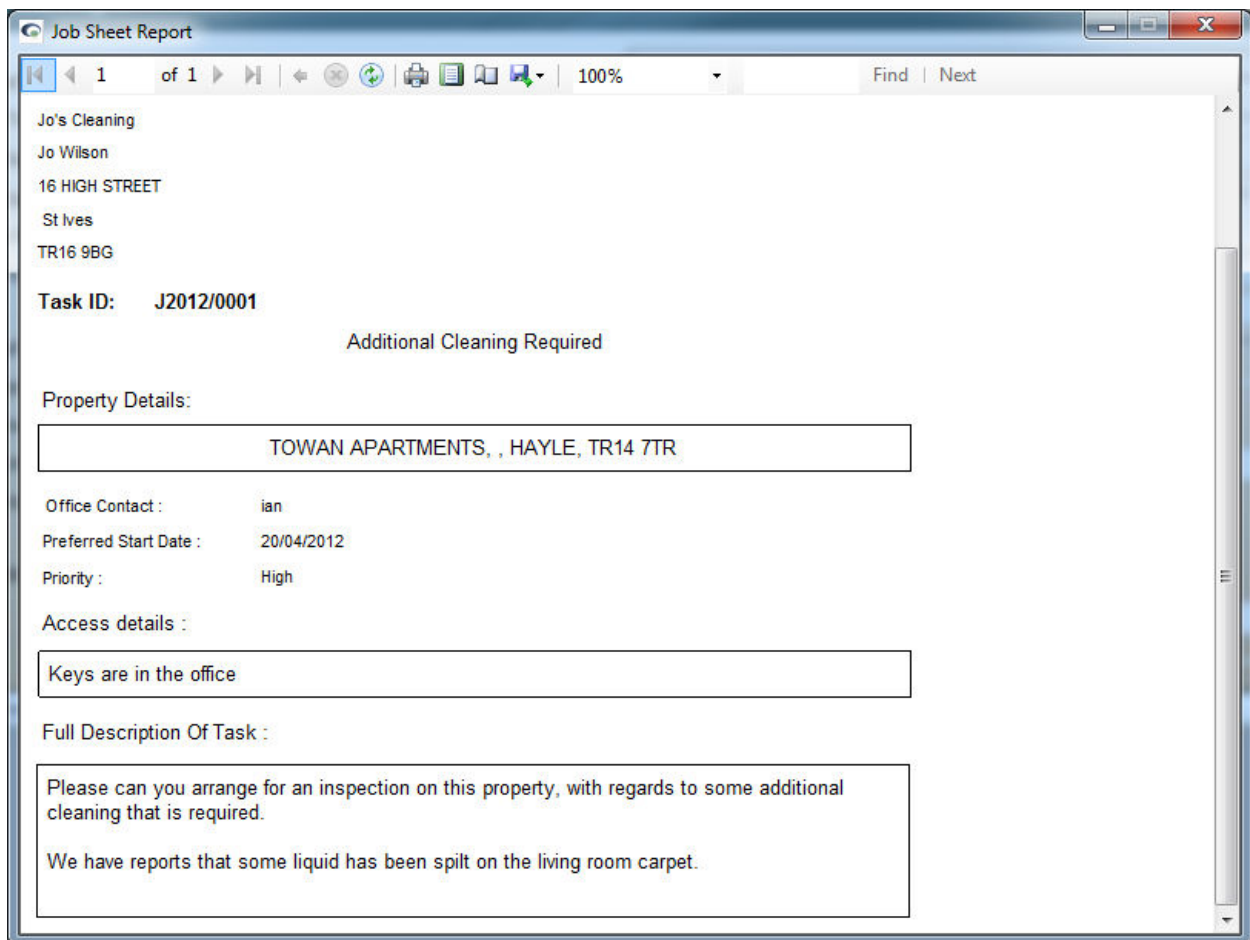 Job Sheet Report
1 of 1 100% Find | Next
Jo's Cleaning
Jo Wilson
16 HIGH STREET
St Ives
TR16 9BG
Task ID: J2012/0001
Additional Cleaning Required
Property Details:
TOWAN APARTMENTS, , HAYLE, TR14 7TR
Office Contact : ian
Preferred Start Date : 20/04/2012
Priority : High
Access details :
Keys are in the office
Full Description Of Task :
Please can you arrange for an inspection on this property, with regards to some additional
cleaning that is required.
We have reports that some liquid has been spilt on the living room carpet.